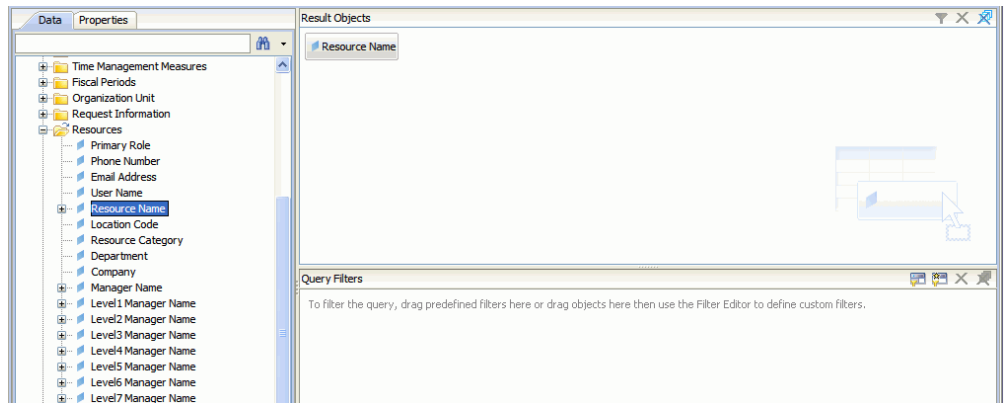 Data Properties
Time Management Measures
Fiscal Periods
Organization Unit
Request Information
Resources
Primary Role
Phone Number
Email Address
User Name
Resource Name
Location Code
Resource Category
Department
Company
Manager Name
Level1 Manager Name
Level2 Manager Name
Level3 Manager Name
Level4 Manager Name
Level5 Manager Name
Level6 Manager Name
Level7 Manager Name
Result Objects
Resource Name
Query Filters
To filter the query, drag predefined filters here or drag objects here then use the Filter Editor to define custom filters.